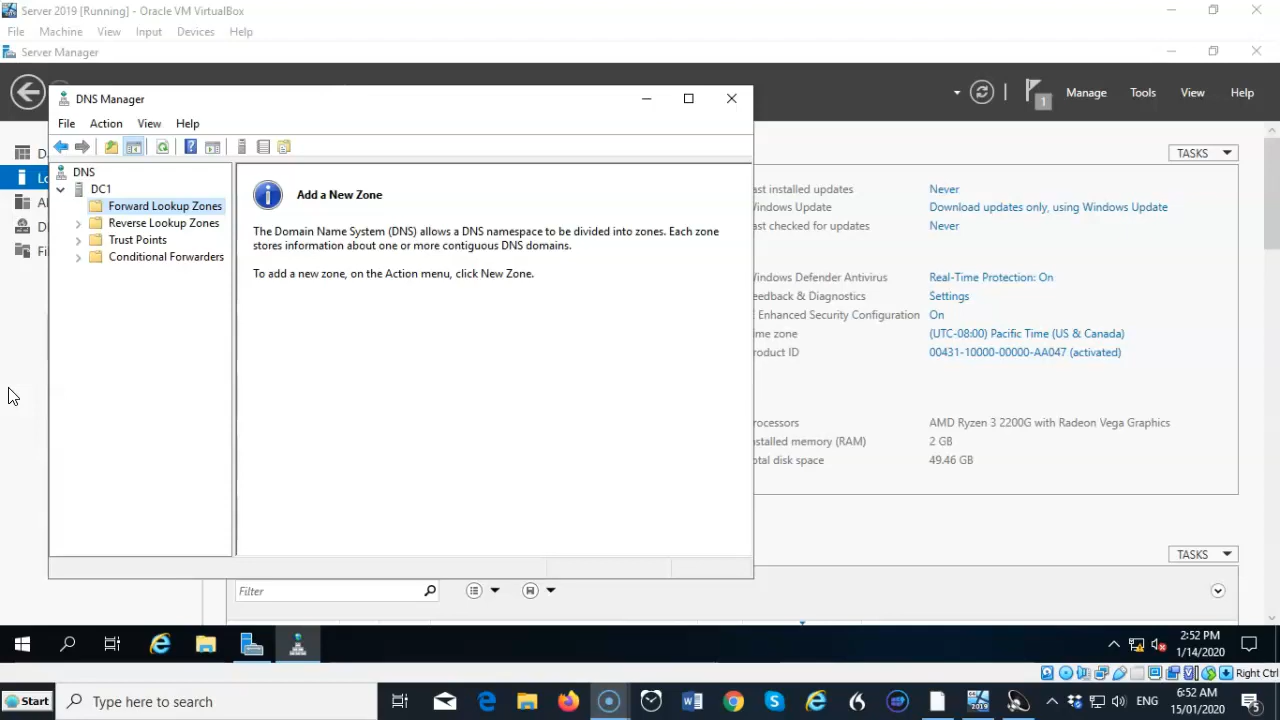 Server 2019 [Running] - Oracle VM VirtualBox
File Machine View Input Devices Help
Server Manager
Manage Tools View Help
1
DNS Manager
File Action View Help
DNS
DC1
Forward Lookup Zones
Reverse Lookup Zones
Trust Points
Conditional Forwarders
Add a New Zone
The Domain Name System (DNS) allows a DNS namespace to be divided into zones. Each zone
stores information about one or more contiguous DNS domains.
To add a new zone, on the Action menu, click New Zone.
TASKS
ast installed updates Never
indows Update Download updates only, using Windows Update
ast checked for updates Never
indows Defender Antivirus Real-Time Protection: On
eedback & Diagnostics Settings
Enhanced Security Configuration On
me zone (UTC-08:00) Pacific Time (US & Canada)
roduct ID 00431-10000-00000-AA047 (activated)
rocessors AMD Ryzen 3 2200G with Radeon Vega Graphics
stalled memory (RAM) 2 GB
otal disk space 49.46 GB
TASKS
Filter
2:52 PM
1/14/2020
Right Ctrl
Start
Type here to search
ENG
6:52 AM
15/01/2020
5